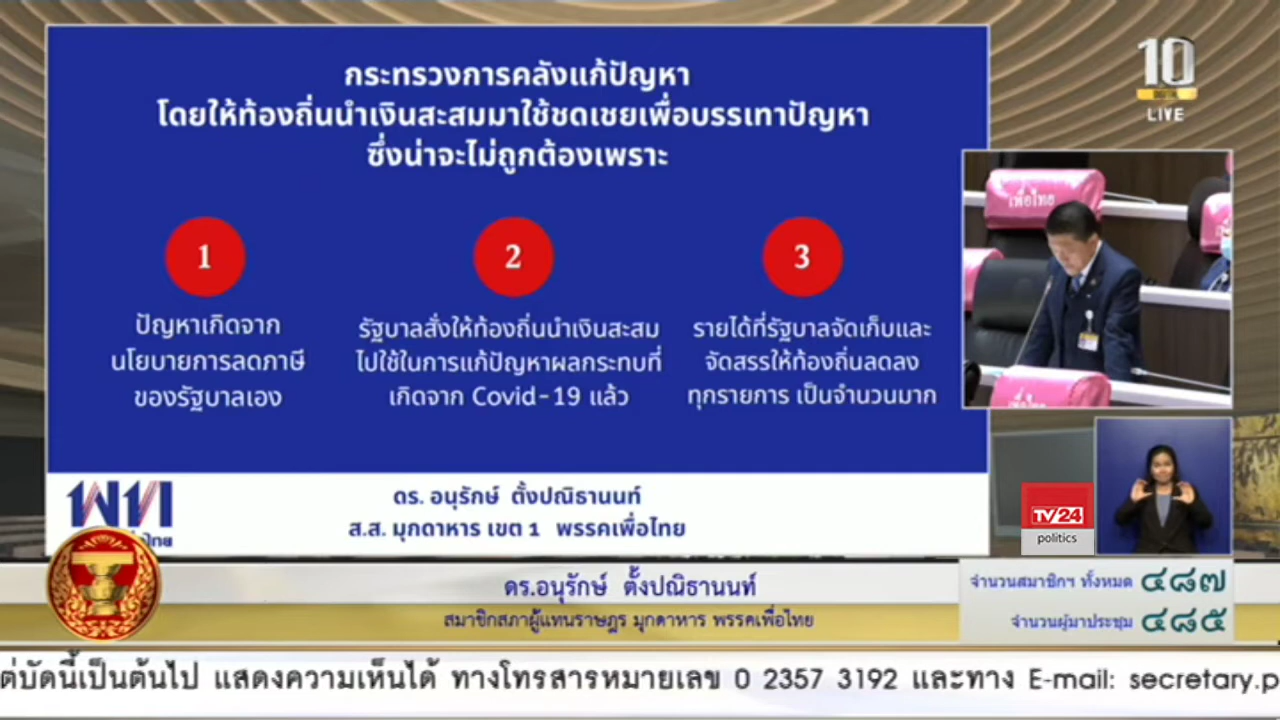 กระทรวงการคลังแก้ปัญหา
โดยให้ท้องถิ่นนำเงินสะสมมาใช้ชดเชยเพื่อบรรเทาปัญหา
ซึ่งน่าจะไม่ถูกต้องเพราะ
1
ปัญหาเกิดจาก
นโยบายการลดภาษี
ของรัฐบาลเอง
2
รัฐบาลสั่งให้ท้องถิ่นนำเงินสะสม
ไปใช้ในการแก้ปัญหาผลกระทบที่
เกิดจาก Covid-19 แล้ว
3
รายได้ที่รัฐบาลจัดเก็บและ
จัดสรรให้ท้องถิ่นลดลง
ทุกรายการ เป็นจำนวนมาก
10
LIVE
เพื่อไทย
พท
ดร. อนุรักษ์ ตั้งปณิธานนท์
ส.ส. มุกดาหาร เขต 1 พรรคเพื่อไทย
TV24
politics
ดร.อนุรักษ์ ตั้งปณิธานนท์
สมาชิกสภาผู้แทนราษฎร มุกดาหาร พรรคเพื่อไทย
จำนวนสมาชิกฯ ทั้งหมด ๔๘๗
จำนวนผู้มาประชุม ๔๘๕
ต่บัดนี้เป็นต้นไป แสดงความเห็นได้ ทางโทรสารหมายเลข 0 2357 3192 และทาง E-mail: secretary.p